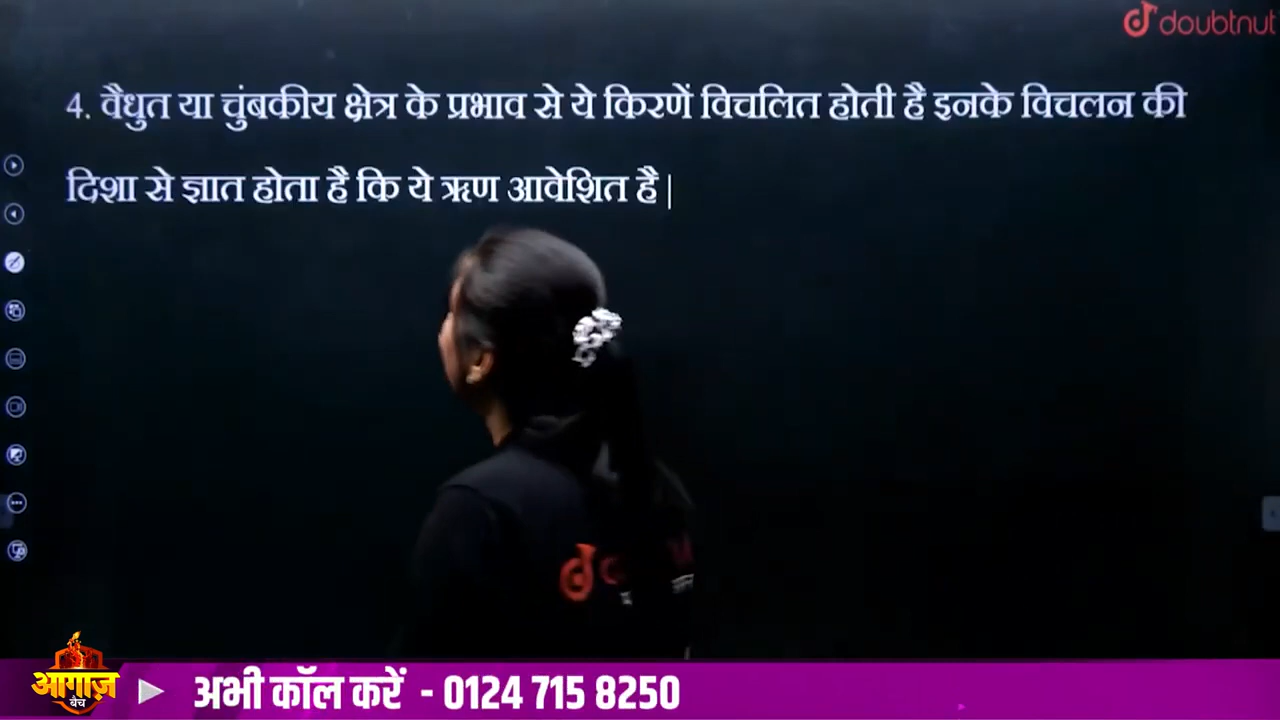 doubtnut
4. वैधुत या चुंबकीय क्षेत्र के प्रभाव से ये किरणें विचलित होती है इनके विचलन की
दिशा से ज्ञात होता है कि ये ऋण आवेशित है |
आगाज़
बैच
अभी कॉल करें - 0124 715 8250